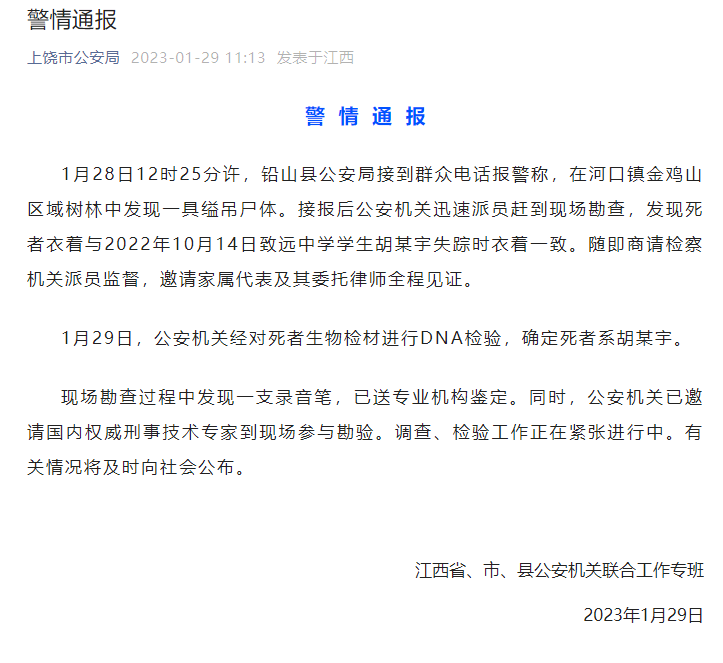 警情通报
上饶市公安局 2023-01-29 11:13 发表于江西
警 情 通 报
1月28日12时25分许，铅山县公安局接到群众电话报警称，在河口镇金鸡山
区域树林中发现一具缢吊尸体。接报后公安机关迅速派员赶到现场勘查，发现死
者衣着与2022年10月14日致远中学学生胡某宇失踪时衣着一致。随即商请检察
机关派员监督，邀请家属代表及其委托律师全程见证。
1月29日，公安机关经对死者生物检材进行DNA检验，确定死者系胡某宇。
现场勘查过程中发现一支录音笔，已送专业机构鉴定。同时，公安机关已邀
请国内权威刑事技术专家到现场参与勘验。调查、检验工作正在紧张进行中。有
关情况将及时向社会公布。
江西省、市、县公安机关联合工作专班
2023年1月29日